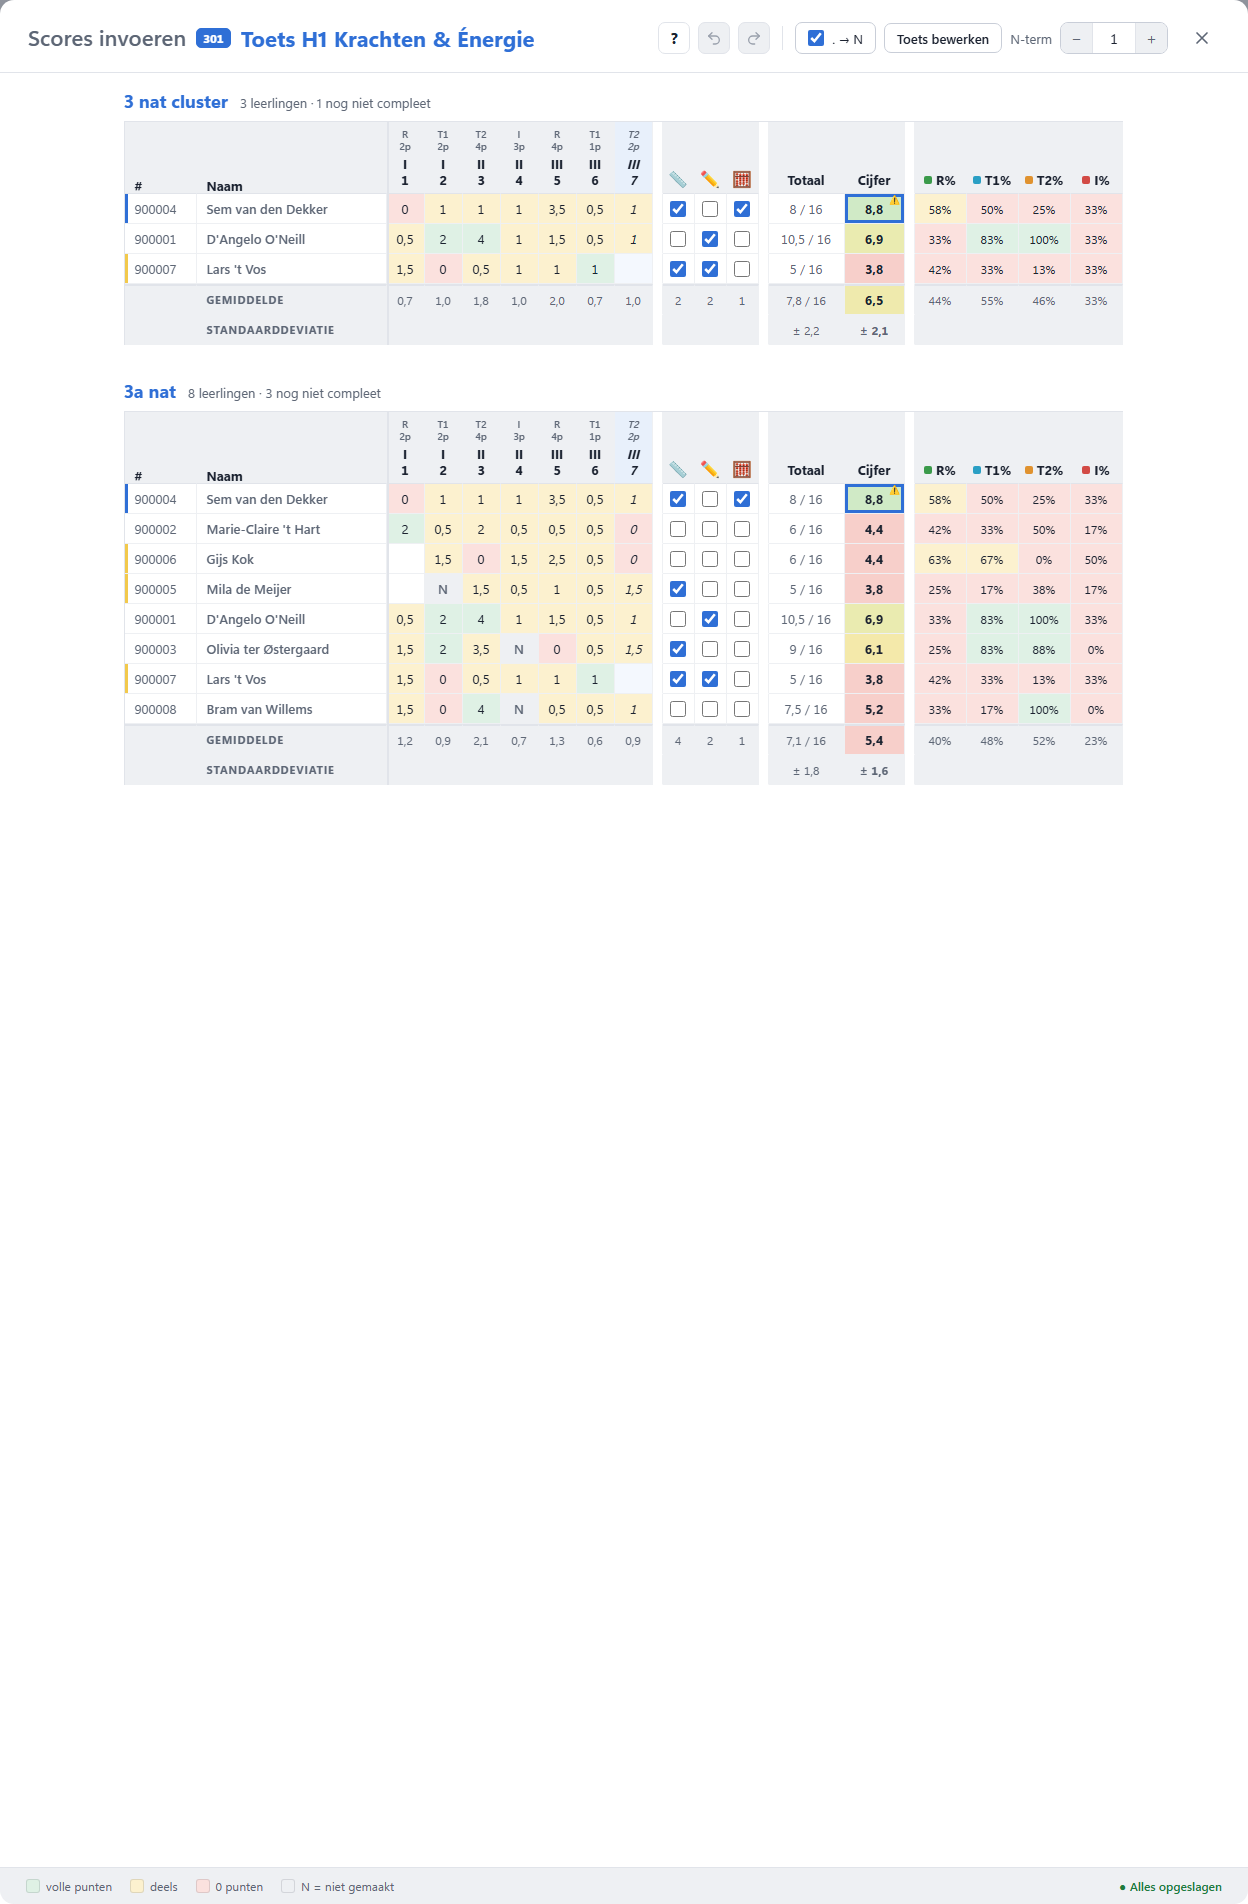 Scores invoeren 301 Toets H1 Krachten & Énergie ? . → N Toets bewerken N-term − 1 +
3 nat cluster 3 leerlingen · 1 nog niet compleet
R T1 T2 I R T1 T2
2p 2p 4p 3p 4p 1p 2p
I I II II III III III
# Naam 1 2 3 4 5 6 7 Totaal Cijfer R% T1% T2% I%
900004 Sem van den Dekker 0 1 1 1 3,5 0,5 1 8 / 16 8,8 58% 50% 25% 33%
900001 D'Angelo O'Neill 0,5 2 4 1 1,5 0,5 1 10,5 / 16 6,9 33% 83% 100% 33%
900007 Lars 't Vos 1,5 0 0,5 1 1 1 5 / 16 3,8 42% 33% 13% 33%
GEMIDDELDE 0,7 1,0 1,8 1,0 2,0 0,7 1,0 2 2 1 7,8 / 16 6,5 44% 55% 46% 33%
STANDAARDDEVIATIE ± 2,2 ± 2,1
3a nat 8 leerlingen · 3 nog niet compleet
R T1 T2 I R T1 T2
2p 2p 4p 3p 4p 1p 2p
I I II II III III III
# Naam 1 2 3 4 5 6 7 Totaal Cijfer R% T1% T2% I%
900004 Sem van den Dekker 0 1 1 1 3,5 0,5 1 8 / 16 8,8 58% 50% 25% 33%
900002 Marie-Claire 't Hart 2 0,5 2 0,5 0,5 0,5 0 6 / 16 4,4 42% 33% 50% 17%
900006 Gijs Kok 1,5 0 1,5 2,5 0,5 0 6 / 16 4,4 63% 67% 0% 50%
900005 Mila de Meijer N 1,5 0,5 1 0,5 1,5 5 / 16 3,8 25% 17% 38% 17%
900001 D'Angelo O'Neill 0,5 2 4 1 1,5 0,5 1 10,5 / 16 6,9 33% 83% 100% 33%
900003 Olivia ter Østergaard 1,5 2 3,5 N 0 0,5 1,5 9 / 16 6,1 25% 83% 88% 0%
900007 Lars 't Vos 1,5 0 0,5 1 1 1 5 / 16 3,8 42% 33% 13% 33%
900008 Bram van Willems 1,5 0 4 N 0,5 0,5 1 7,5 / 16 5,2 33% 17% 100% 0%
GEMIDDELDE 1,2 0,9 2,1 0,7 1,3 0,6 0,9 4 2 1 7,1 / 16 5,4 40% 48% 52% 23%
STANDAARDDEVIATIE ± 1,8 ± 1,6
volle punten deels 0 punten N = niet gemaakt ● Alles opgeslagen